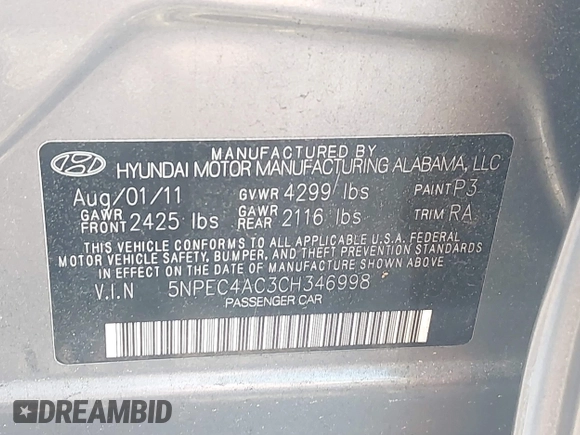 MANUFACTURED BY
HYUNDAI MOTOR MANUFACTURING ALABAMA, LLC
Aug/01/11 GVWR 4299 lbs PAINT P3
GAWR FRONT 2425 lbs GAWR REAR 2116 lbs TRIM RA
THIS VEHICLE CONFORMS TO ALL APPLICABLE U.S.A. FEDERAL
MOTOR VEHICLE SAFETY, BUMPER, AND THEFT PREVENTION
STANDARDS IN EFFECT ON THE DATE OF MANUFACTURE SHOWN ABOVE.
V.I.N 5NPEC4AC3CH346998
PASSENGER CAR
DREAMBID